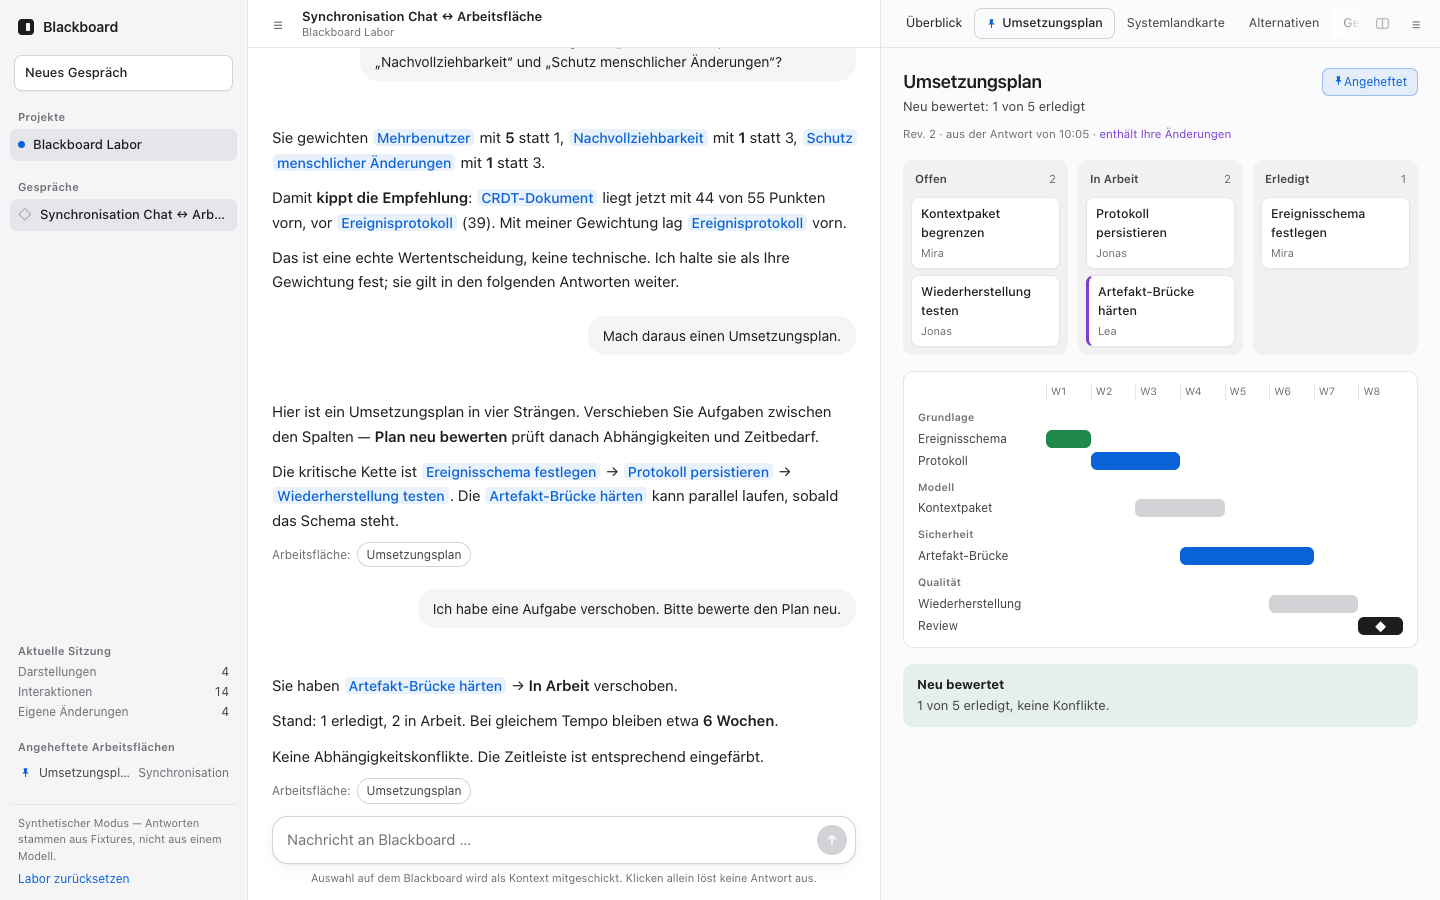 Blackboard
Neues Gespräch
Projekte
Blackboard Labor
Gespräche
Synchronisation Chat ↔ Arb...
Aktuelle Sitzung
Darstellungen 4
Interaktionen 14
Eigene Änderungen 4
Angeheftete Arbeitsflächen
Umsetzungspl... Synchronisation
Synthetischer Modus — Antworten
stammen aus Fixtures, nicht aus einem
Modell.
Labor zurücksetzen
Synchronisation Chat ↔ Arbeitsfläche
Blackboard Labor
„Nachvollziehbarkeit“ und „Schutz menschlicher Änderungen“?
Sie gewichten Mehrbenutzer mit 5 statt 1, Nachvollziehbarkeit mit 1 statt 3, Schutz
menschlicher Änderungen mit 1 statt 3.
Damit kippt die Empfehlung: CRDT-Dokument liegt jetzt mit 44 von 55 Punkten
vorn, vor Ereignisprotokoll (39). Mit meiner Gewichtung lag Ereignisprotokoll vorn.
Das ist eine echte Wertentscheidung, keine technische. Ich halte sie als Ihre
Gewichtung fest; sie gilt in den folgenden Antworten weiter.
Mach daraus einen Umsetzungsplan.
Hier ist ein Umsetzungsplan in vier Strängen. Verschieben Sie Aufgaben zwischen
den Spalten — Plan neu bewerten prüft danach Abhängigkeiten und Zeitbedarf.
Die kritische Kette ist Ereignisschema festlegen → Protokoll persistieren →
Wiederherstellung testen. Die Artefakt-Brücke härten kann parallel laufen, sobald
das Schema steht.
Arbeitsfläche: Umsetzungsplan
Ich habe eine Aufgabe verschoben. Bitte bewerte den Plan neu.
Sie haben Artefakt-Brücke härten → In Arbeit verschoben.
Stand: 1 erledigt, 2 in Arbeit. Bei gleichem Tempo bleiben etwa 6 Wochen.
Keine Abhängigkeitskonflikte. Die Zeitleiste ist entsprechend eingefärbt.
Arbeitsfläche: Umsetzungsplan
Nachricht an Blackboard ...
Auswahl auf dem Blackboard wird als Kontext mitgeschickt. Klicken allein löst keine Antwort aus.
Überblick Umsetzungsplan Systemlandkarte Alternativen
Umsetzungsplan
Angeheftet
Neu bewertet: 1 von 5 erledigt
Rev. 2 · aus der Antwort von 10:05 · enthält Ihre Änderungen
Offen 2
Kontextpaket
begrenzen
Mira
Wiederherstellung
testen
Jonas
In Arbeit 2
Protokoll
persistieren
Jonas
Artefakt-Brücke
härten
Lea
Erledigt 1
Ereignisschema
festlegen
Mira
W1 W2 W3 W4 W5 W6 W7 W8
Grundlage
Ereignisschema
Protokoll
Modell
Kontextpaket
Sicherheit
Artefakt-Brücke
Qualität
Wiederherstellung
Review
Neu bewertet
1 von 5 erledigt, keine Konflikte.